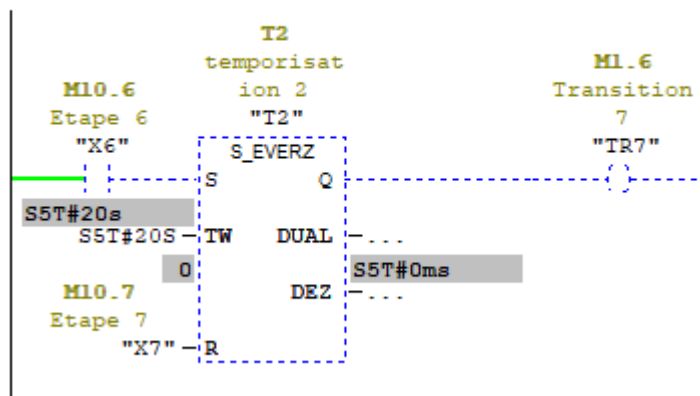 T2
temporisat
ion 2
"T2"
M10.6
Etape 6
"X6"
M1.6
Transition
7
"TR7"
S_EVERZ
S Q
S5T#20s
S5T#20S TW DUAL ...
0 S5T#0ms
M10.7
Etape 7
DEZ ...
"X7" R